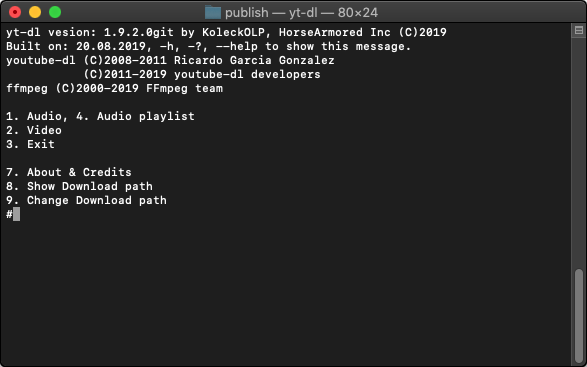 publish — yt-dl — 80×24
yt-dl vesion: 1.9.2.0git by KoleckOLP, HorseArmored Inc (C)2019
Built on: 20.08.2019, -h, -?, --help to show this message.
youtube-dl (C)2008-2011 Ricardo Garcia Gonzalez
(C)2011-2019 youtube-dl developers
ffmpeg (C)2000-2019 FFmpeg team
1. Audio, 4. Audio playlist
2. Video
3. Exit
7. About & Credits
8. Show Download path
9. Change Download path
#